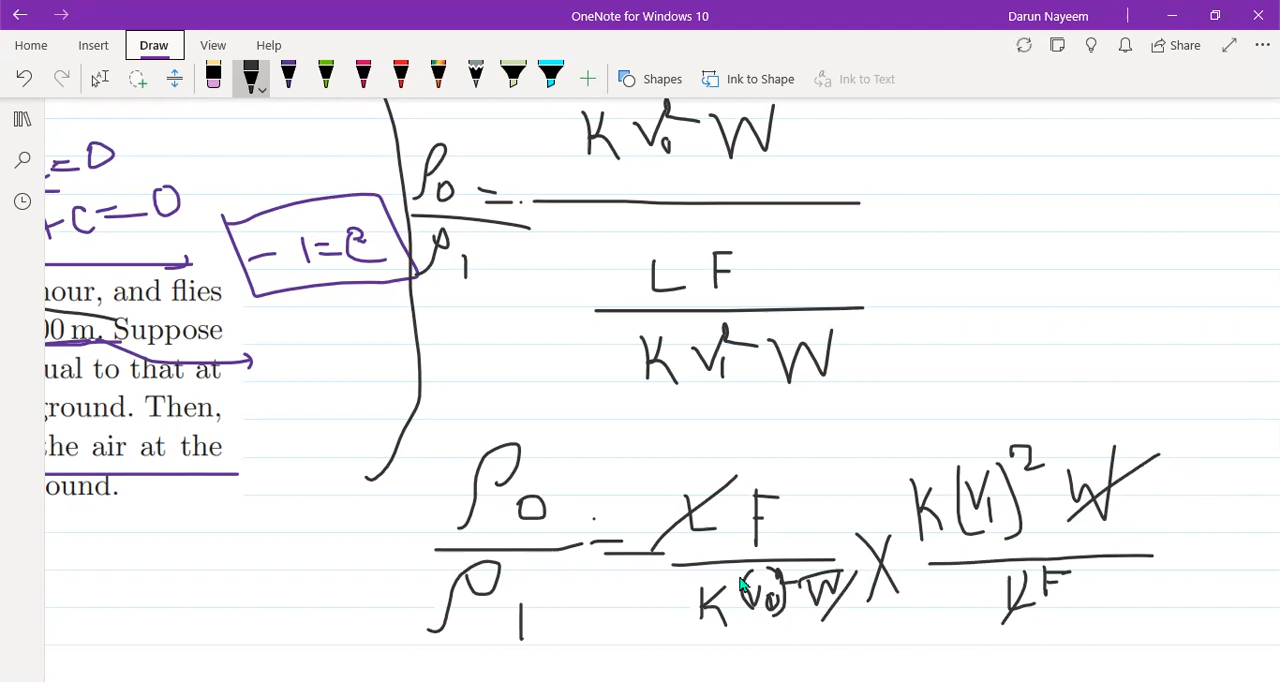 OneNote for Windows 10
Darun Nayeem
Home Insert Draw View Help
Share
Shapes Ink to Shape Ink to Text
= 0
+ C = 0
- 1 = C
our, and flies
00 m. Suppose
ual to that at
ground. Then,
he air at the
ound.
K V₀² W
ρ₀ =
ρ₁
L F
K V₁² W
ρ₀ = L F × K (V₁)² W
ρ₁ K (V₀)² W L F